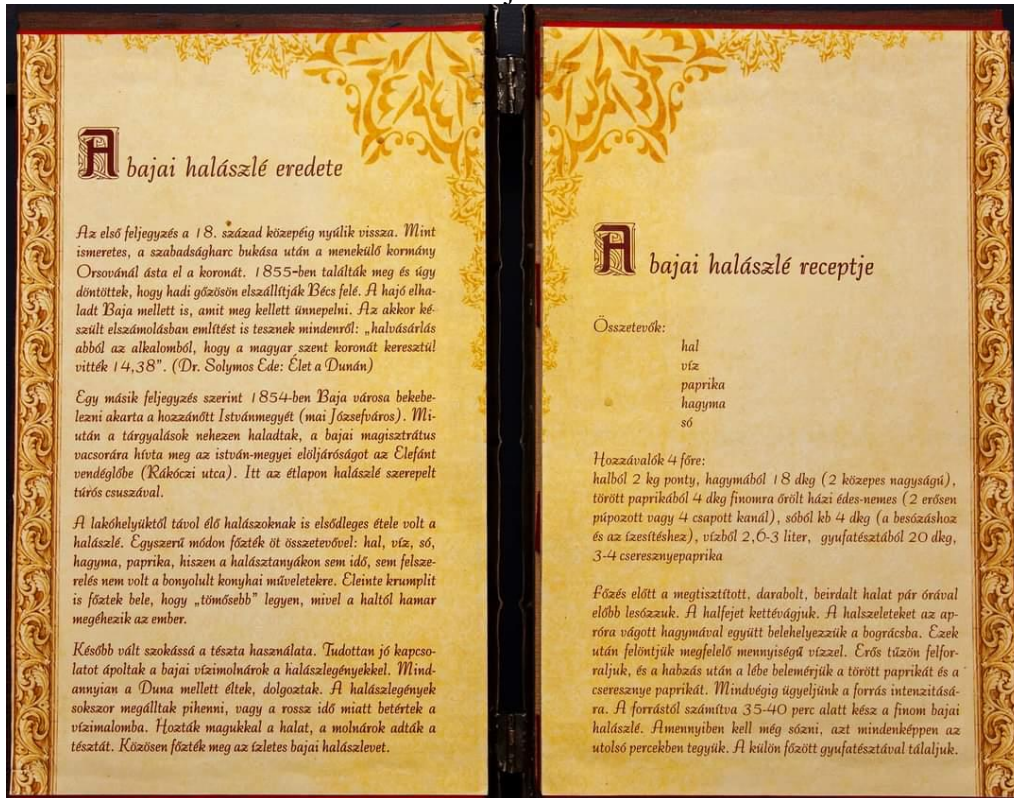 A bajai halászlé eredete
Az első feljegyzés a 18. század közepéig nyúlik vissza. Mint
ismeretes, a szabadságharc bukása után a menekülő kormány
Orsovánál ásta el a koronát. 1855-ben találták meg és úgy
döntöttek, hogy hadi gőzösön elszállítják Bécs felé. A hajó elha-
ladt Baja mellett is, amit meg kellett ünnepelni. Az akkor ké-
szült elszámolásban említést is tesznek mindenről: „halvásárlás
abból az alkalomból, hogy a magyar szent koronát keresztül
vitték 14,38". (Dr. Solymos Ede: Élet a Dunán)
Egy másik feljegyzés szerint 1854-ben Baja városa bekebe-
lezni akarta a hozzánőtt Istvánmegyét (mai Józsefváros). Mi-
után a tárgyalások nehezen haladtak, a bajai magisztrátus
vacsorára hívta meg az istván-megyei elöljáróságot az Elefánt
vendéglőbe (Rákóczi utca). Itt az étlapon halászlé szerepelt
túrós csuszával.
A lakóhelyüktől távol élő halászoknak is elsődleges étele volt a
halászlé. Egyszerű módon főzték öt összetevővel: hal, víz, só,
hagyma, paprika, hiszen a halásztanyákon sem idő, sem felsze-
relés nem volt a bonyolult konyhai műveletekre. Eleinte krumplit
is főztek bele, hogy „tömősebb" legyen, mivel a haltól hamar
megéhezik az ember.
Később vált szokássá a tészta használata. Tudottan jó kapcso-
latot ápoltak a bajai vízimolnárok a halászlegényekkel. Mind-
annyian a Duna mellett éltek, dolgoztak. A halászlegények
sokszor megálltak pihenni, vagy a rossz idő miatt betértek a
vízimalomba. Hozták magukkal a halat, a molnárok adták a
tésztát. Közösen főzték meg az ízletes bajai halászlevet.
A bajai halászlé receptje
Összetevők:
hal
víz
paprika
hagyma
só
Hozzávalók 4 főre:
halból 2 kg ponty, hagymából 18 dkg (2 közepes nagyságú),
törött paprikából 4 dkg finomra őrölt házi édes-nemes (2 erősen
púpozott vagy 4 csapott kanál), sóból kb 4 dkg (a besózáshoz
és az ízesítéshez), vízből 2,6-3 liter, gyufatésztából 20 dkg,
3-4 cseresznyepaprika
Főzés előtt a megtisztított, darabolt, beirdalt halat pár órával
előbb lesózzuk. A halfejet kettévágjuk. A halszeleteket az ap-
róra vágott hagymával együtt belehelyezzük a bográcsba. Ezek
után felöntjük megfelelő mennyiségű vízzel. Erős tűzön felfor-
raljuk, és a habzás után a lébe belemérjük a törött paprikát és a
cseresznye paprikát. Mindvégig ügyeljünk a forrás intenzitásá-
ra. A forrástól számítva 35-40 perc alatt kész a finom bajai
halászlé. Amennyiben kell még sózni, azt mindenképpen az
utolsó percekben tegyük. A külön főzött gyufatésztával tálaljuk.